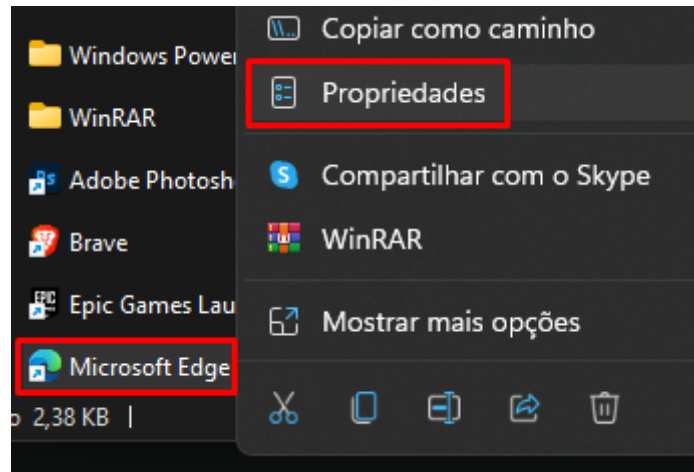 Windows Power
WinRAR
Adobe Photosh
Brave
Epic Games Lau
Microsoft Edge
o 2,38 KB
Copiar como caminho
Propriedades
Compartilhar com o Skype
WinRAR
Mostrar mais opções